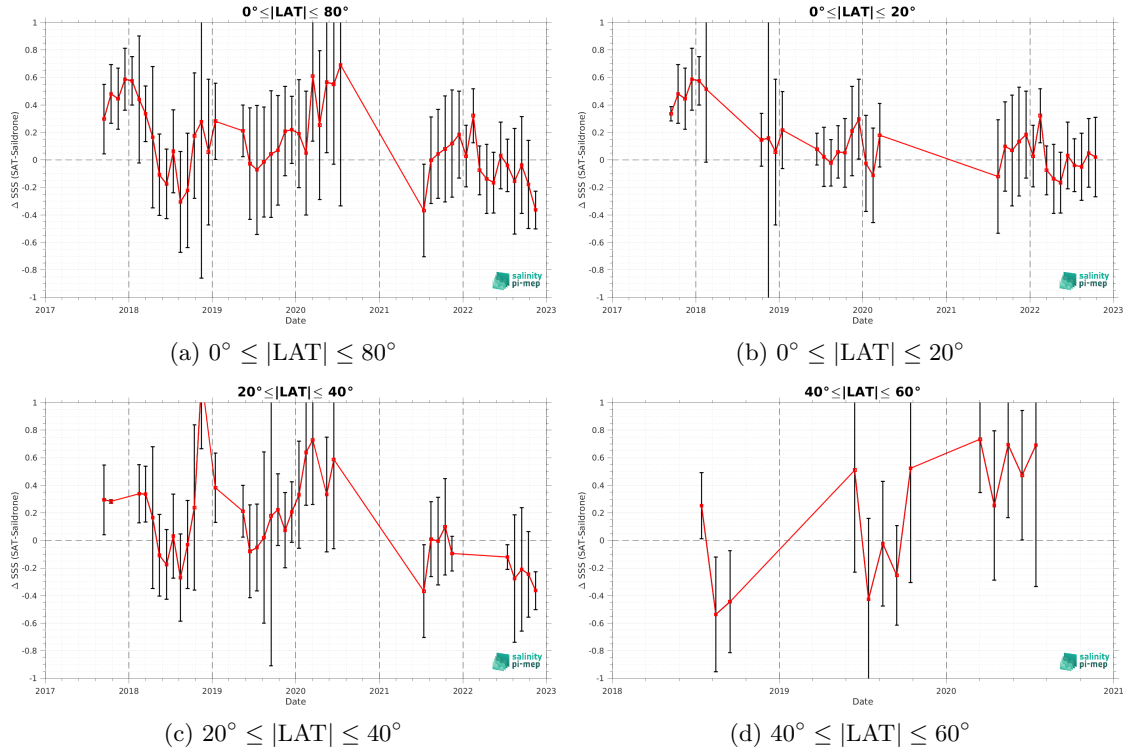 0°≤|LAT|≤ 80°
Δ SSS (SAT-Saildrone)
1
0.8
0.6
0.4
0.2
0
-0.2
-0.4
-0.6
-0.8
-1
2017
2018
2019
2020
2021
2022
2023
Date
salinity
pi-mep
(a) 0° ≤ |LAT| ≤ 80°
0°≤|LAT|≤ 20°
Δ SSS (SAT-Saildrone)
1
0.8
0.6
0.4
0.2
0
-0.2
-0.4
-0.6
-0.8
-1
2017
2018
2019
2020
2021
2022
2023
Date
salinity
pi-mep
(b) 0° ≤ |LAT| ≤ 20°
20°≤|LAT|≤ 40°
Δ SSS (SAT-Saildrone)
1
0.8
0.6
0.4
0.2
0
-0.2
-0.4
-0.6
-0.8
-1
2017
2018
2019
2020
2021
2022
2023
Date
salinity
pi-mep
(c) 20° ≤ |LAT| ≤ 40°
40°≤|LAT|≤ 60°
Δ SSS (SAT-Saildrone)
1
0.8
0.6
0.4
0.2
0
-0.2
-0.4
-0.6
-0.8
-1
2018
2019
2020
2021
Date
salinity
pi-mep
(d) 40° ≤ |LAT| ≤ 60°